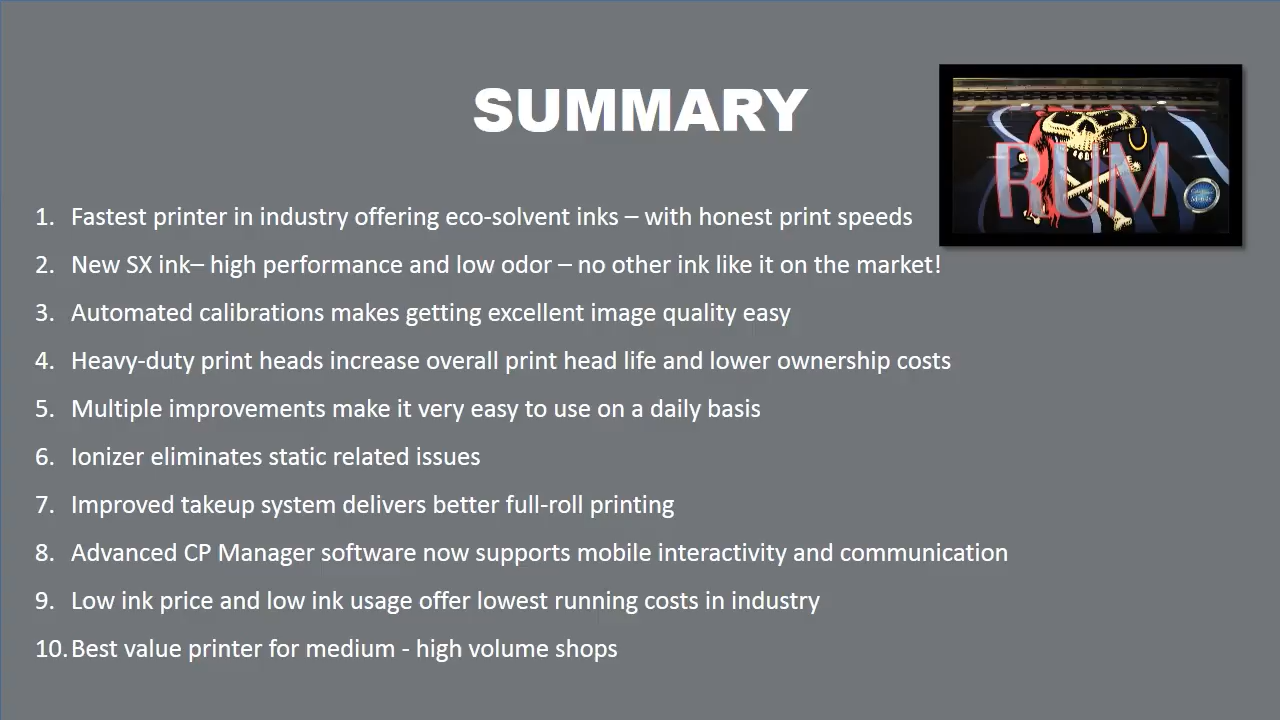 SUMMARY
RUM
1. Fastest printer in industry offering eco-solvent inks – with honest print speeds
2. New SX ink– high performance and low odor – no other ink like it on the market!
3. Automated calibrations makes getting excellent image quality easy
4. Heavy-duty print heads increase overall print head life and lower ownership costs
5. Multiple improvements make it very easy to use on a daily basis
6. Ionizer eliminates static related issues
7. Improved takeup system delivers better full-roll printing
8. Advanced CP Manager software now supports mobile interactivity and communication
9. Low ink price and low ink usage offer lowest running costs in industry
10. Best value printer for medium - high volume shops